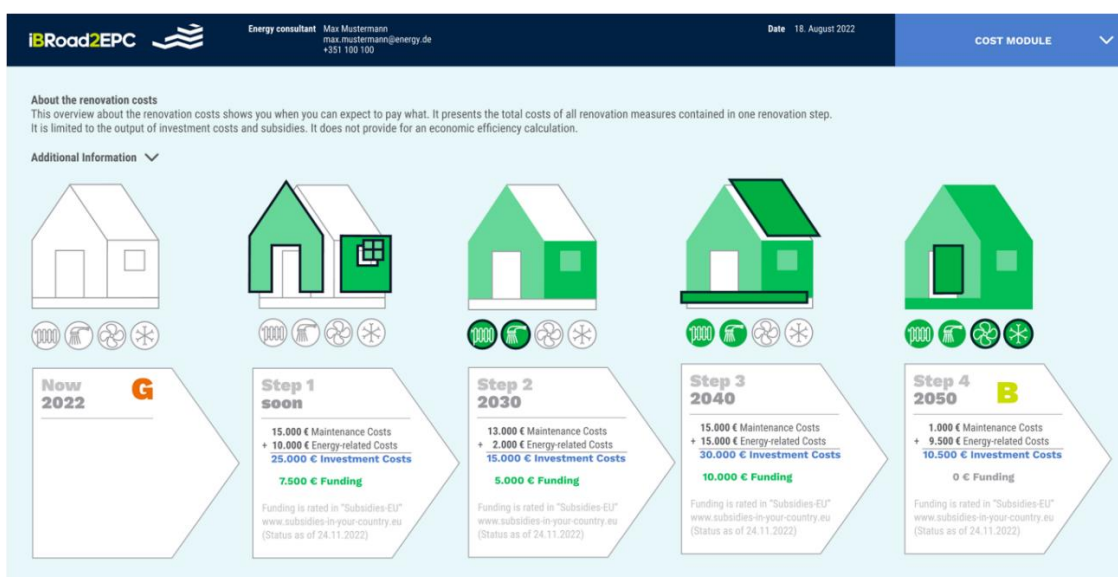 iBRoad2EPC
Energy consultant Max Mustermann
max.mustermann@energy.de
+351 100 100
Date 18. August 2022
COST MODULE
About the renovation costs
This overview about the renovation costs shows you when you can expect to pay what. It presents the total costs of all renovation measures contained in one renovation step.
It is limited to the output of investment costs and subsidies. It does not provide for an economic efficiency calculation.
Additional Information
Now
2022
G
Step 1
soon
15.000 € Maintenance Costs
+ 10.000 € Energy-related Costs
25.000 € Investment Costs
7.500 € Funding
Funding is rated in "Subsidies-EU"
www.subsidies-in-your-country.eu
(Status as of 24.11.2022)
Step 2
2030
13.000 € Maintenance Costs
+ 2.000 € Energy-related Costs
15.000 € Investment Costs
5.000 € Funding
Funding is rated in "Subsidies-EU"
www.subsidies-in-your-country.eu
(Status as of 24.11.2022)
Step 3
2040
15.000 € Maintenance Costs
+ 15.000 € Energy-related Costs
30.000 € Investment Costs
10.000 € Funding
Funding is rated in "Subsidies-EU"
www.subsidies-in-your-country.eu
(Status as of 24.11.2022)
Step 4
2050
B
1.000 € Maintenance Costs
+ 9.500 € Energy-related Costs
10.500 € Investment Costs
0 € Funding
Funding is rated in "Subsidies-EU"
www.subsidies-in-your-country.eu
(Status as of 24.11.2022)